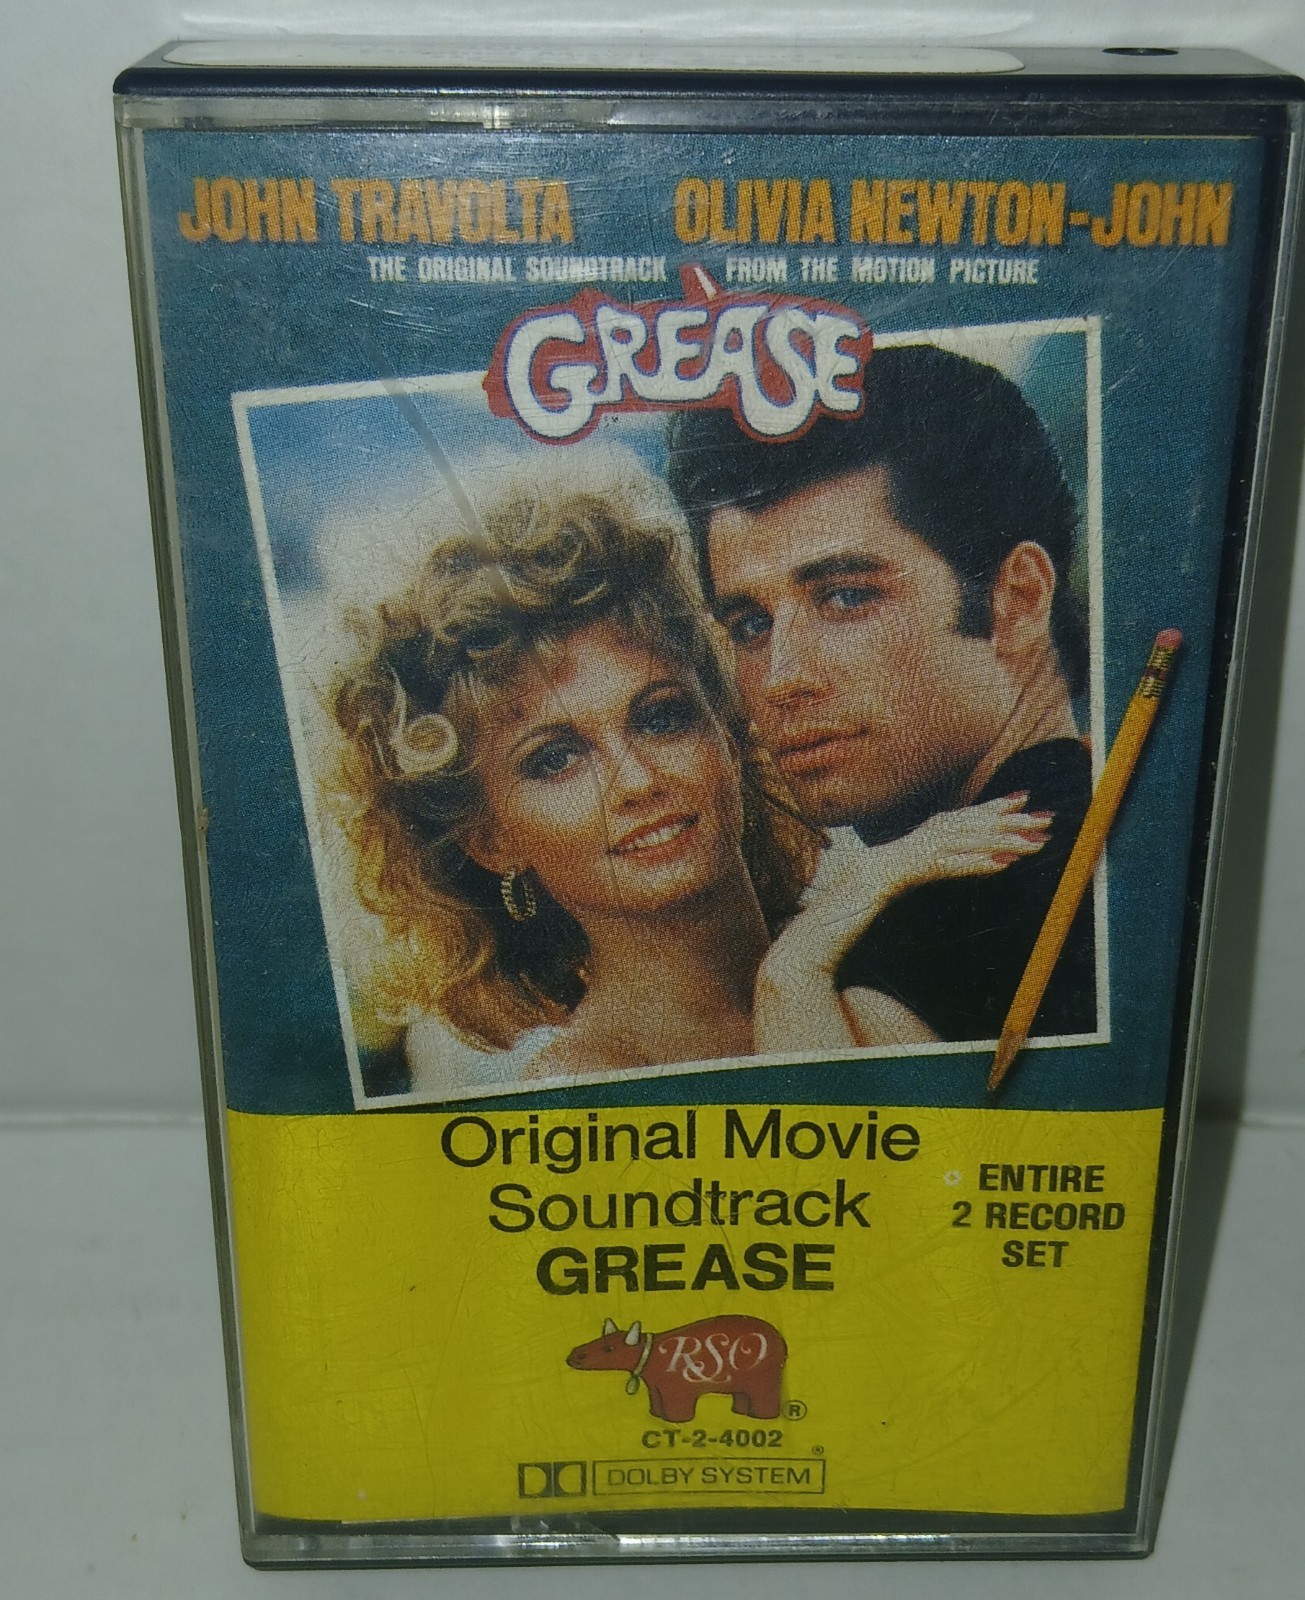 JOHN TRAVOLTA OLIVIA NEWTON-JOHN
THE ORIGINAL SOUNDTRACK FROM THE MOTION PICTURE
GREASE
Original Movie
Soundtrack
GREASE
ENTIRE
2 RECORD
SET
RSO
®
CT-2-4002
®
DOLBY SYSTEM